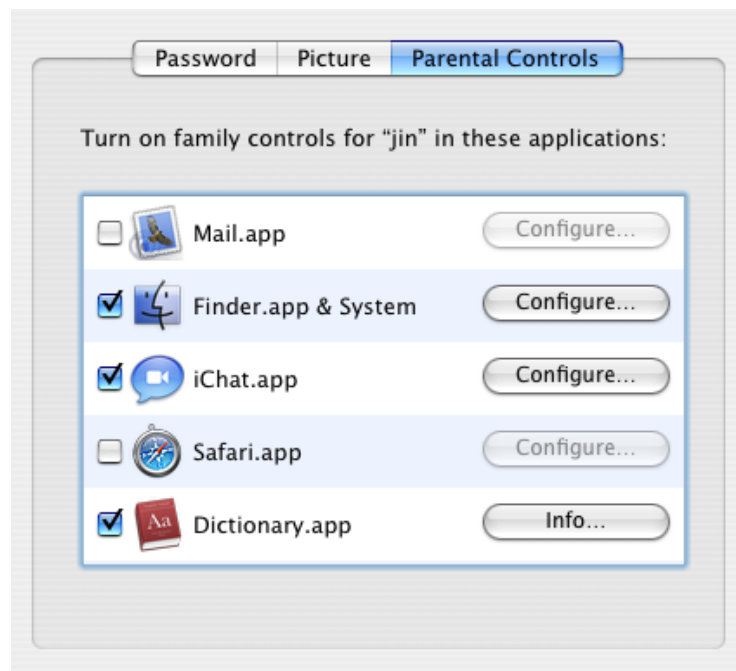 Password Picture Parental Controls
Turn on family controls for “jin” in these applications:
Mail.app Configure...
Finder.app & System Configure...
iChat.app Configure...
Safari.app Configure...
Aa Dictionary.app Info...